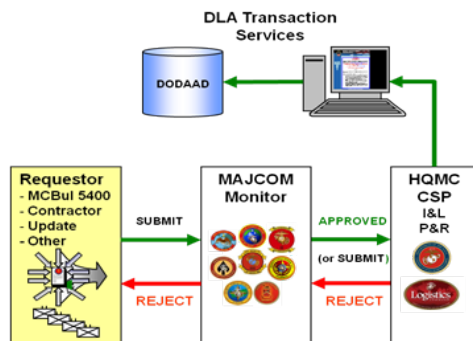 DLA Transaction
Services
DODAAD
Requestor
- MCBul 5400
- Contractor
- Update
- Other
SUBMIT
REJECT
MAJCOM
Monitor
APPROVED
(or SUBMIT)
REJECT
HQMC
CSP
I&L
P&R
Logistics